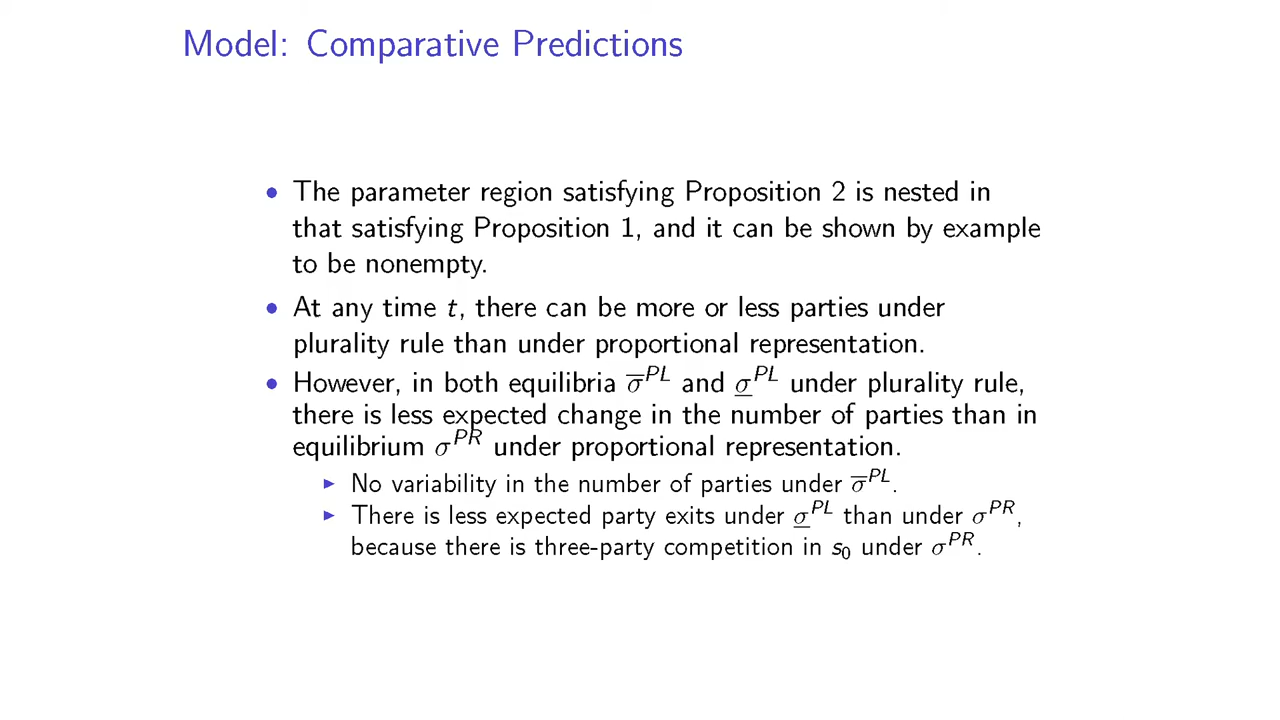 Model: Comparative Predictions
• The parameter region satisfying Proposition 2 is nested in
that satisfying Proposition 1, and it can be shown by example
to be nonempty.
• At any time t, there can be more or less parties under
plurality rule than under proportional representation.
• However, in both equilibria σ̅^PL and σ̲^PL under plurality rule,
there is less expected change in the number of parties than in
equilibrium σ^PR under proportional representation.
▶ No variability in the number of parties under σ̅^PL.
▶ There is less expected party exits under σ̲^PL than under σ^PR,
because there is three-party competition in s₀ under σ^PR.